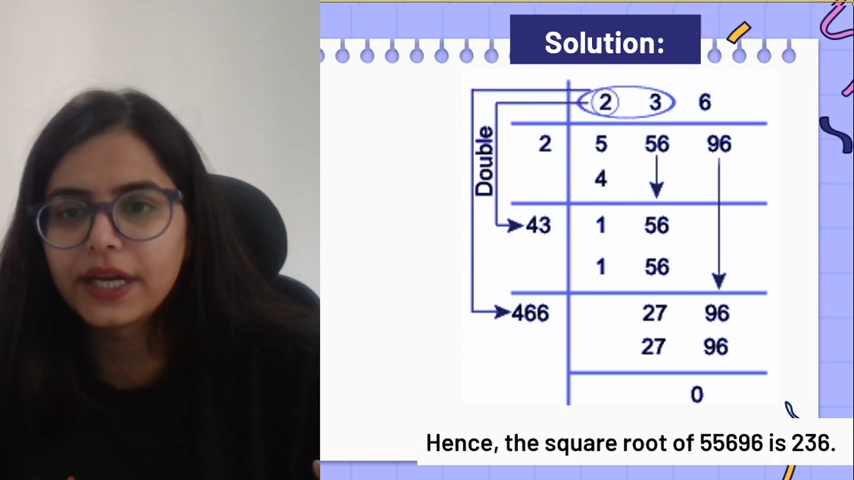 Solution:
2 3 6
Double
2 5 56 96
4
43 1 56
1 56
466 27 96
27 96
0
Hence, the square root of 55696 is 236.